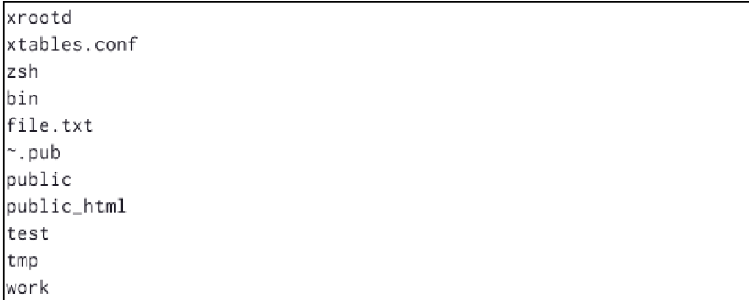 xrootd
xtables.conf
zsh
bin
file.txt
~.pub
public
public_html
test
tmp
work